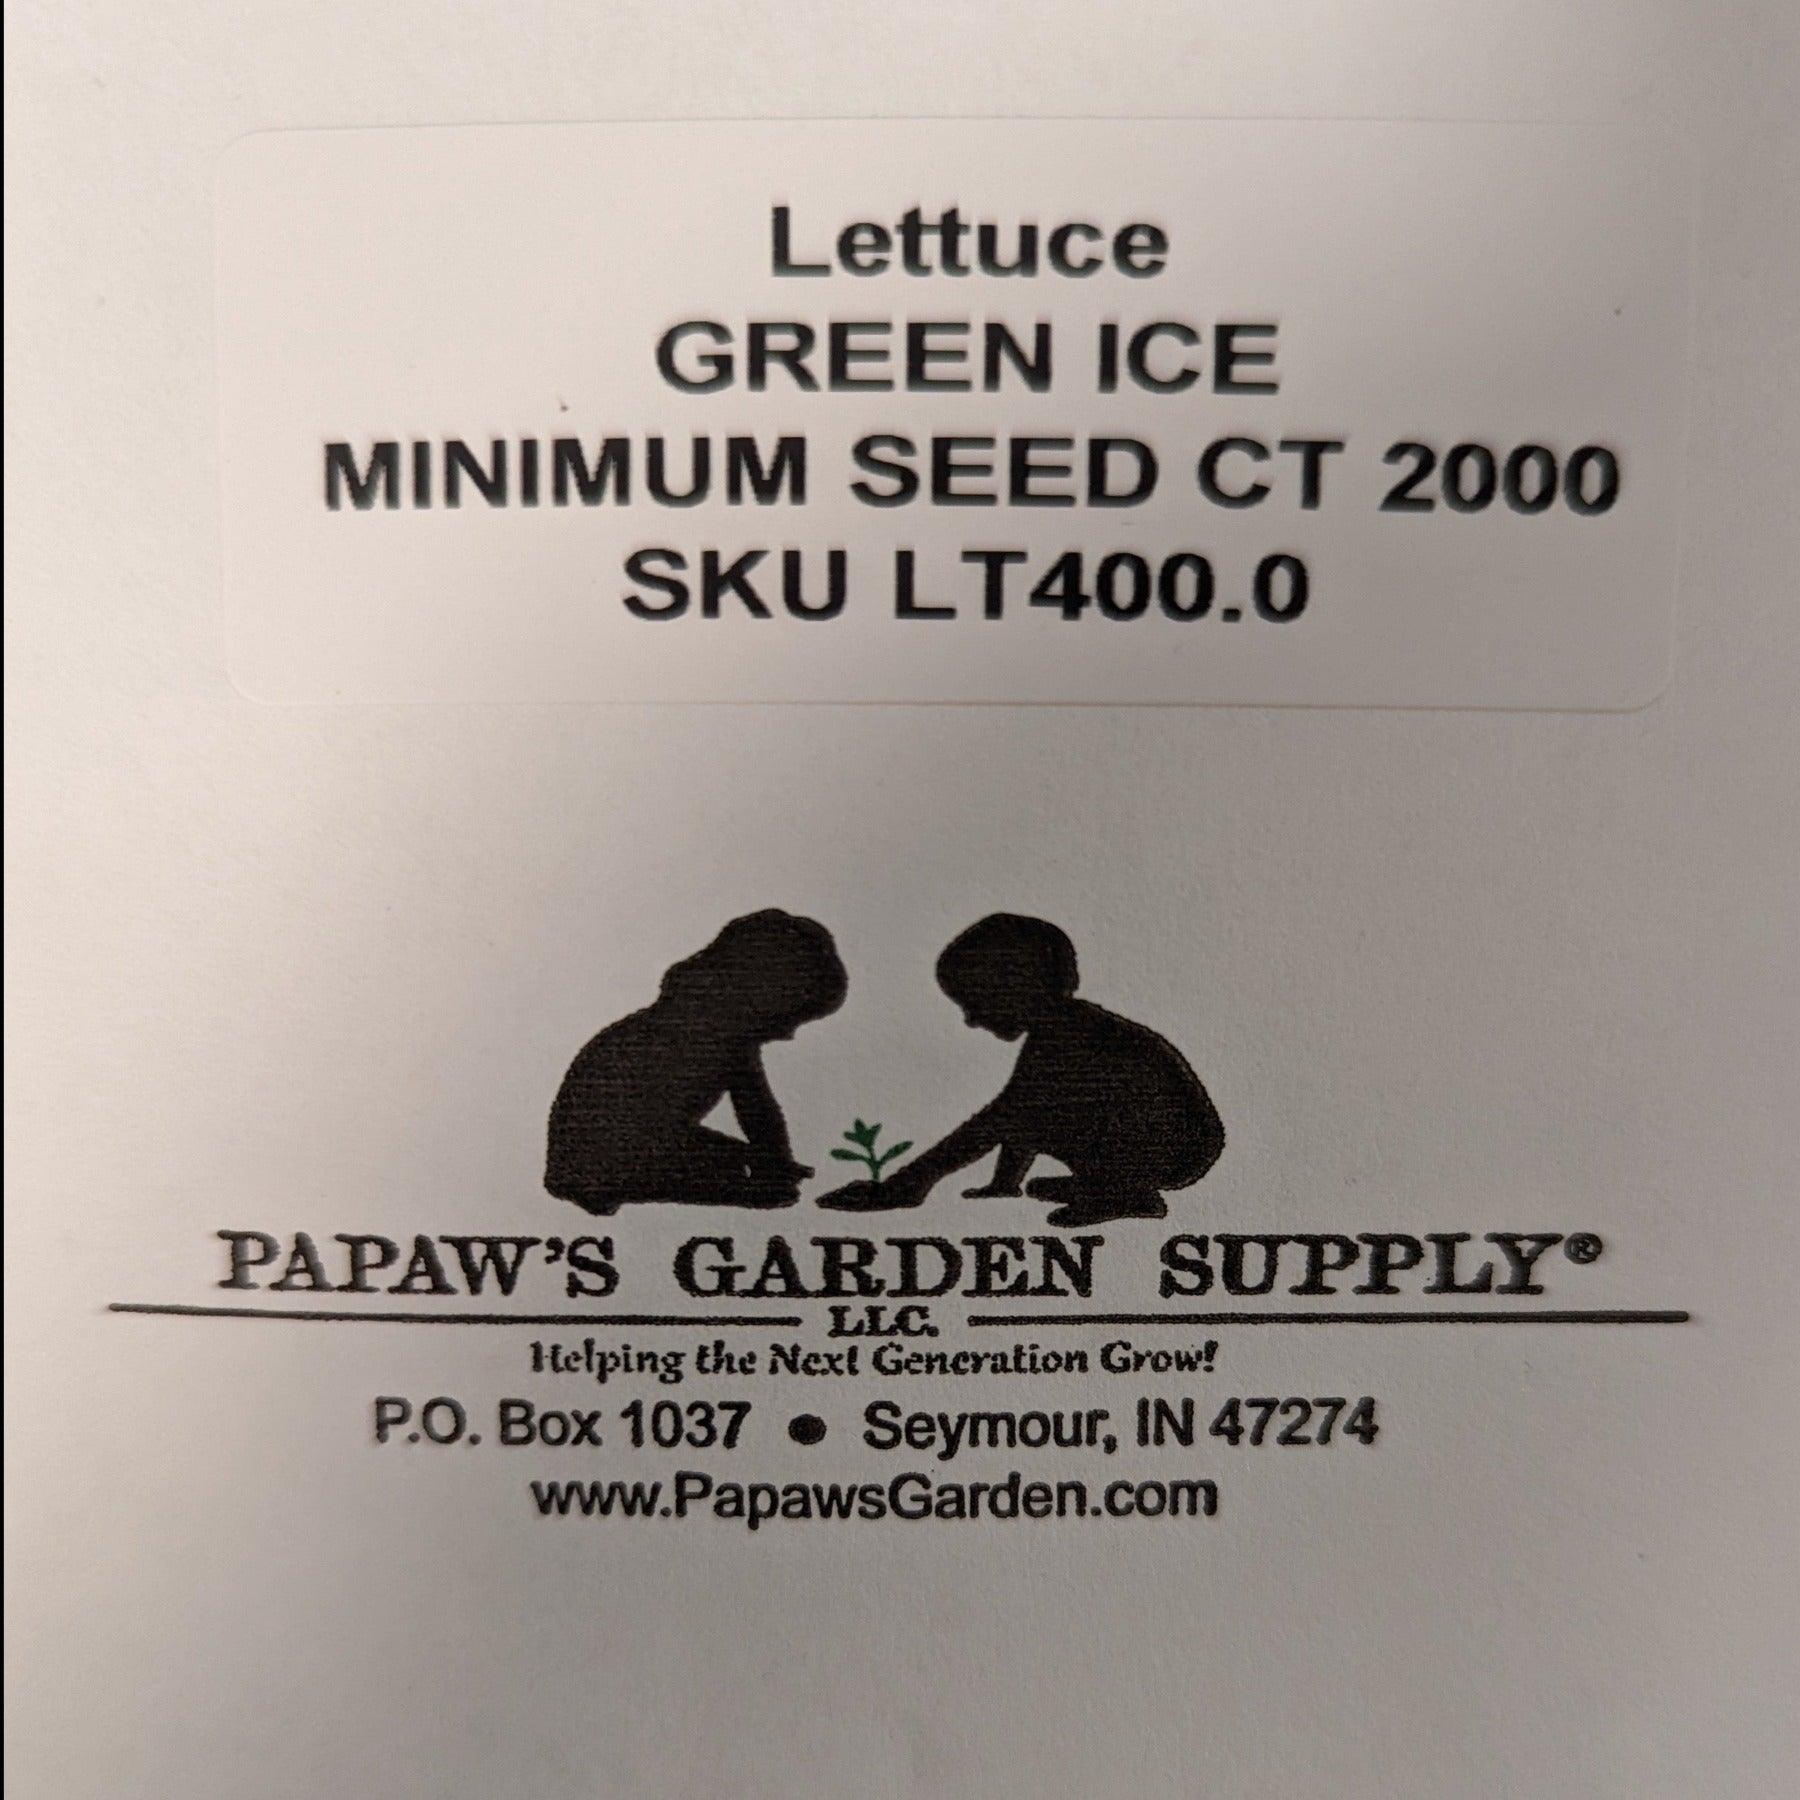 Lettuce
GREEN ICE
MINIMUM SEED CT 2000
SKU LT400.0
PAPAW'S GARDEN SUPPLY®
LLC.
Helping the Next Generation Grow!
P.O. Box 1037 ● Seymour, IN 47274
www.PapawsGarden.com